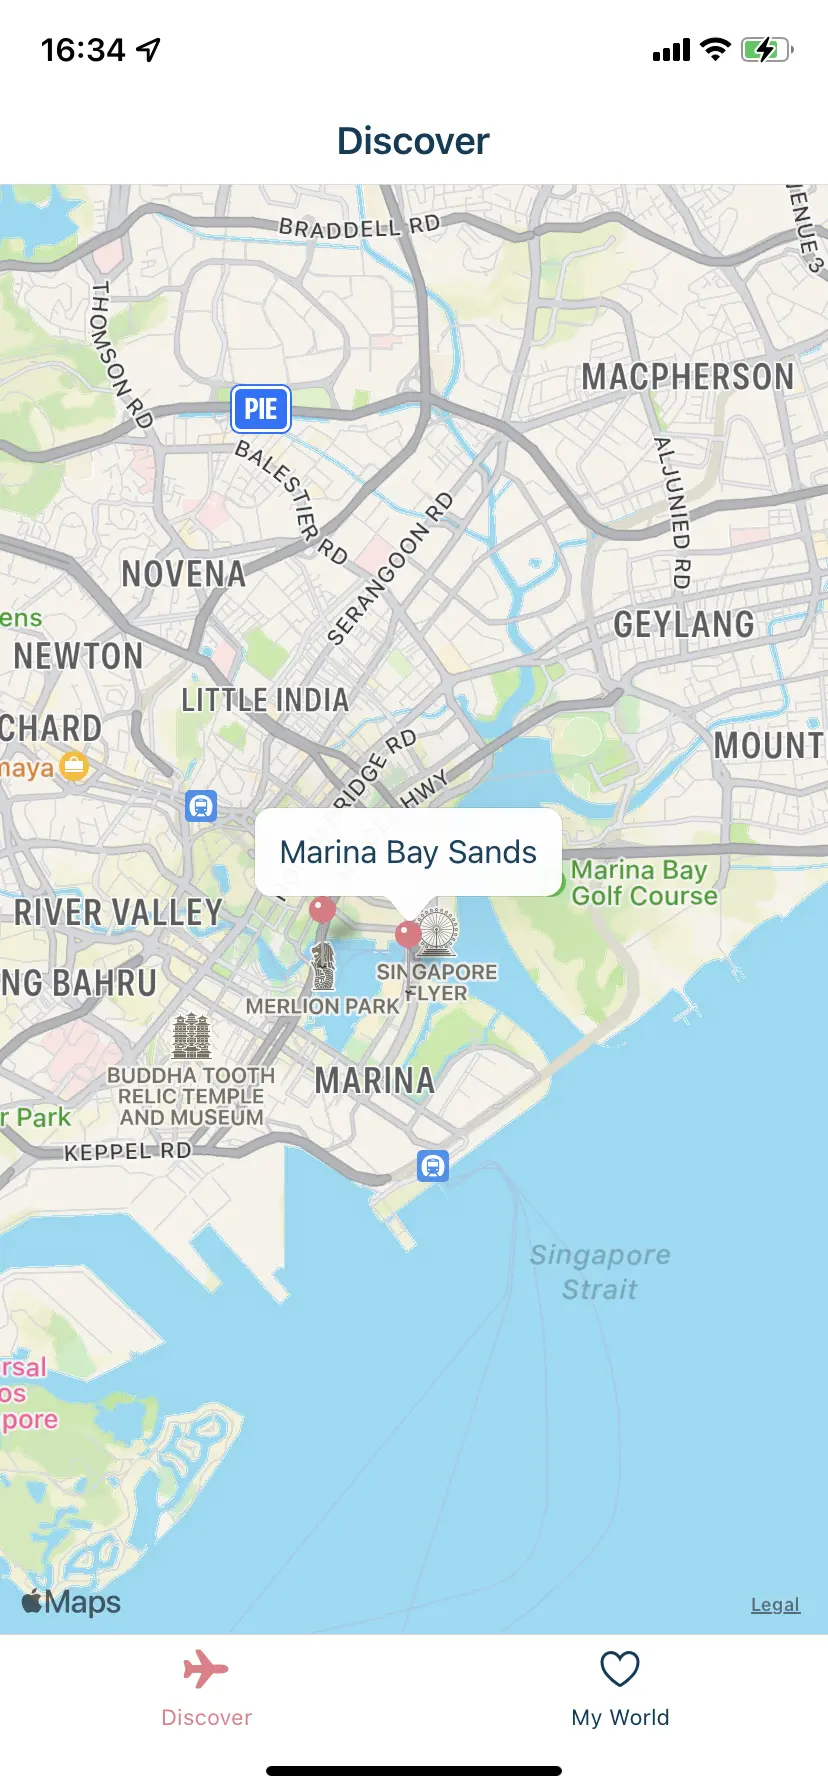 16:34
Discover
BRADDELL RD
ENUE 3
THOMSON RD
MACPHERSON
PIE
BALESTIER RD
ALJUNIED RD
SERANGOON RD
NOVENA
ens
GEYLANG
NEWTON
LITTLE INDIA
CHARD
MOUNT
maya
RIDGE RD
HWY
Marina Bay Sands
Marina Bay
Golf Course
RIVER VALLEY
SINGAPORE
FLYER
NG BAHRU
MERLION PARK
BUDDHA TOOTH
RELIC TEMPLE
AND MUSEUM
MARINA
r Park
KEPPEL RD
Singapore
Strait
rsal
os
pore
Maps
Legal
Discover
My World